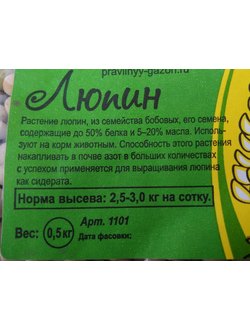 pravilnyy-gazon.ru
Люпин
Растение люпин, из семейства бобовых, его семена,
содержащие до 50% белка и 5–20% масла. Исполь-
зуют на корм животным. Способность этого растения
накапливать в почве азот в больших количествах
с успехом применяется для выращивания люпина
как сидерата.
Норма высева: 2,5-3,0 кг на сотку.
Вес: 0,5 кг Арт. 1101
Дата фасовки: